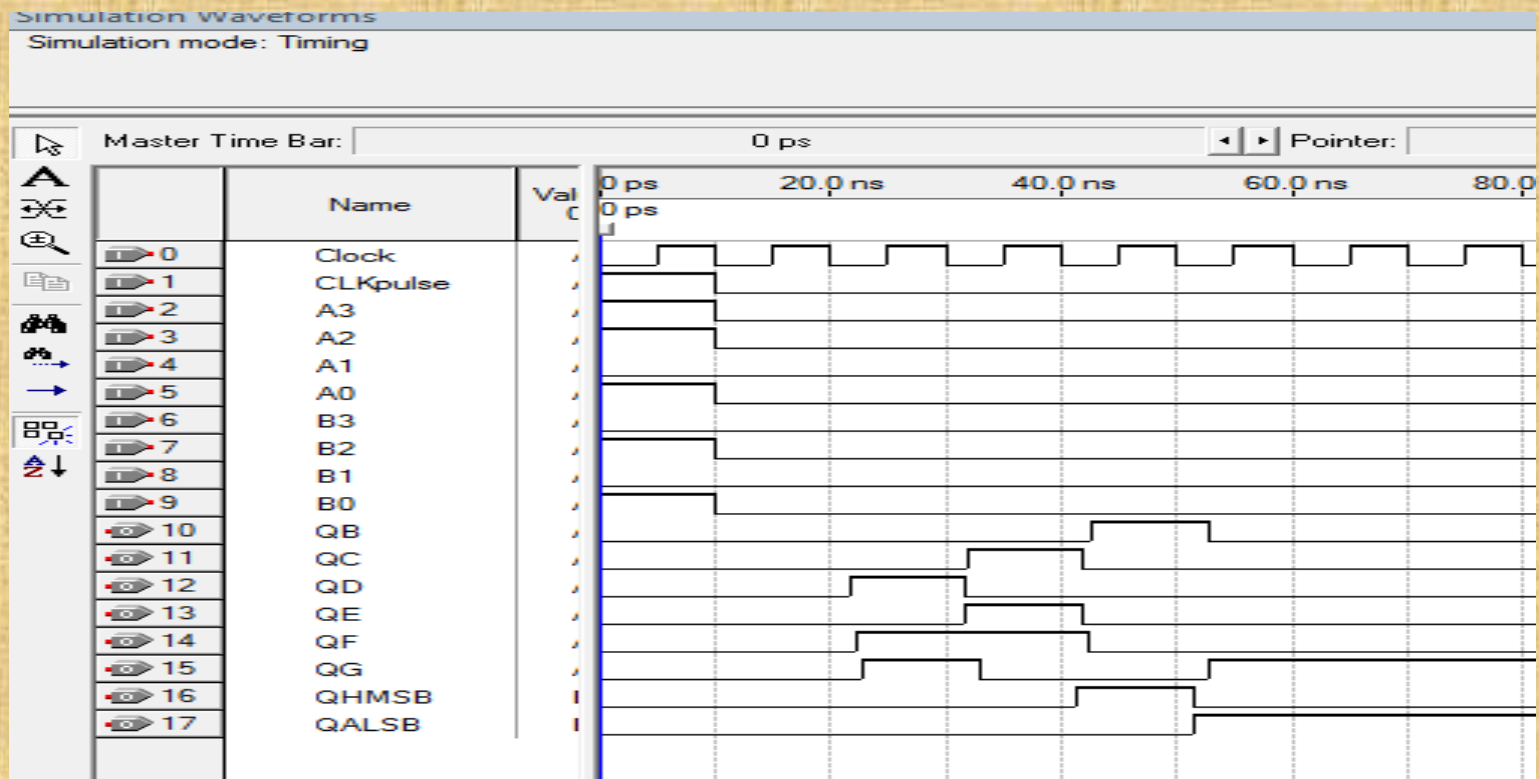 Simulation Waveforms
Simulation mode: Timing
Master Time Bar: 0 ps Pointer:
Name Val 0 ps 20.0 ns 40.0 ns 60.0 ns 80.0
0 ps
0 Clock
1 CLKpulse
2 A3
3 A2
4 A1
5 A0
6 B3
7 B2
8 B1
9 B0
10 QB
11 QC
12 QD
13 QE
14 QF
15 QG
16 QHMSB
17 QALSB